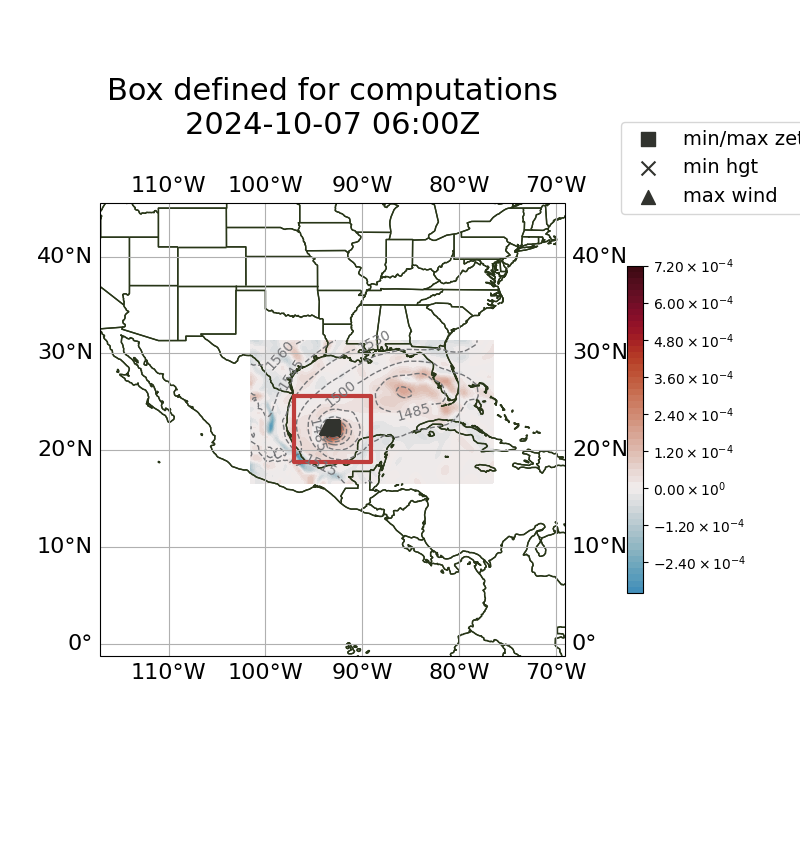 Box defined for computations
2024-10-07 06:00Z
min/max zet
min hgt
max wind
110°W 100°W 90°W 80°W 70°W
40°N 40°N
30°N 30°N
20°N 20°N
10°N 10°N
0° 0°
110°W 100°W 90°W 80°W 70°W
1560
1530
1500
1485
7.20 × 10⁻⁴
6.00 × 10⁻⁴
4.80 × 10⁻⁴
3.60 × 10⁻⁴
2.40 × 10⁻⁴
1.20 × 10⁻⁴
0.00 × 10⁰
−1.20 × 10⁻⁴
−2.40 × 10⁻⁴